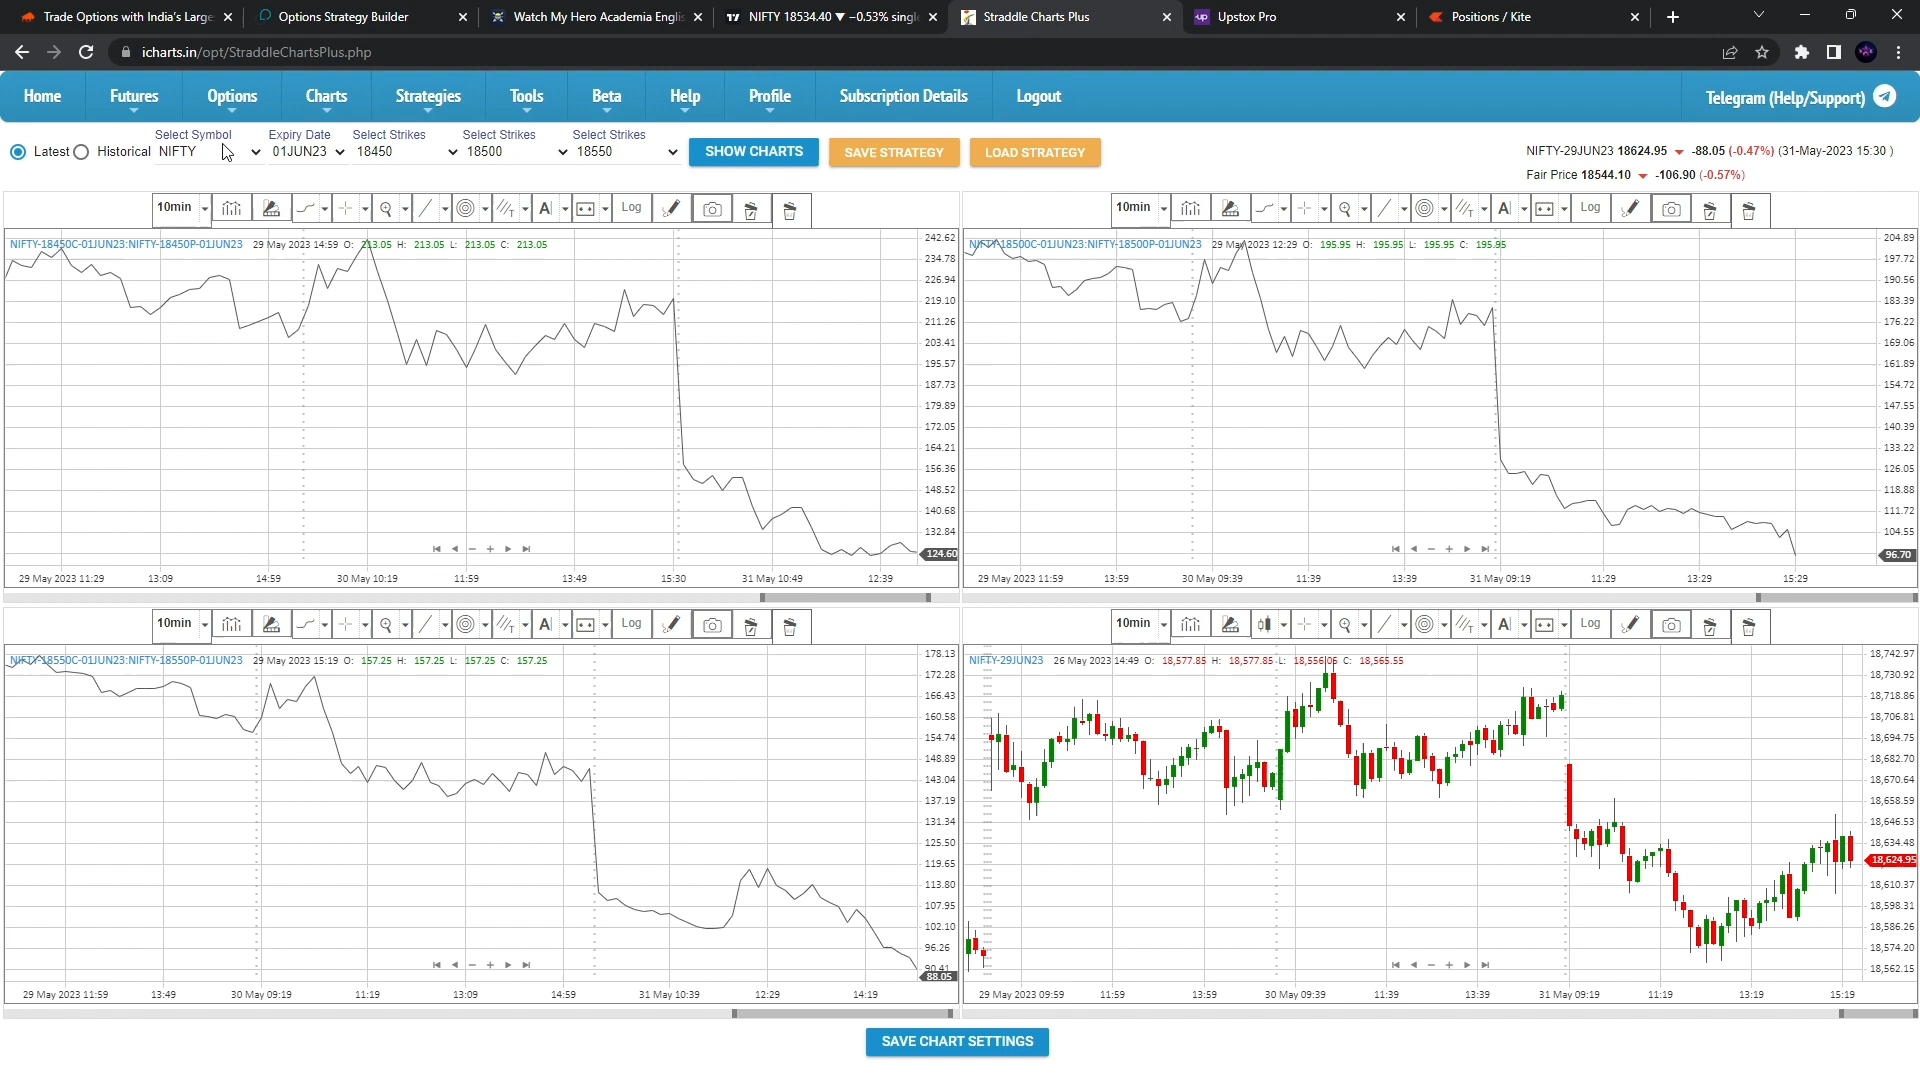 Trade Options with India's Large
Options Strategy Builder
Watch My Hero Academia Englis
NIFTY 18534.40 ▼ −0.53% singl
Straddle Charts Plus
Upstox Pro
Positions / Kite
icharts.in/opt/StraddleChartsPlus.php
Home Futures Options Charts Strategies Tools Beta Help Profile Subscription Details Logout Telegram (Help/Support)
Select Symbol Expiry Date Select Strikes Select Strikes Select Strikes
Latest Historical NIFTY 01JUN23 18450 18500 18550 SHOW CHARTS SAVE STRATEGY LOAD STRATEGY
NIFTY-29JUN23 18624.95 ▼ -88.05 (-0.47%) (31-May-2023 15:30 )
Fair Price 18544.10 ▼ -106.90 (-0.57%)
10min Log
NIFTY-18450C-01JUN23:NIFTY-18450P-01JUN23 29 May 2023 14:59 O: 213.05 H: 213.05 L: 213.05 C: 213.05
242.62
234.78
226.94
219.10
211.26
203.41
195.57
187.73
179.89
172.05
164.21
156.36
148.52
140.68
132.84
124.60
29 May 2023 11:29 13:09 14:59 30 May 10:19 11:59 13:49 15:30 31 May 10:49 12:39
10min Log
NIFTY-18500C-01JUN23:NIFTY-18500P-01JUN23 29 May 2023 12:29 O: 195.95 H: 195.95 L: 195.95 C: 195.95
204.89
197.72
190.56
183.39
176.22
169.06
161.89
154.72
147.55
140.39
133.22
126.05
118.88
111.72
104.55
96.70
29 May 2023 11:59 13:59 30 May 09:39 11:39 13:39 31 May 09:19 11:29 13:29 15:29
10min Log
NIFTY-18550C-01JUN23:NIFTY-18550P-01JUN23 29 May 2023 15:19 O: 157.25 H: 157.25 L: 157.25 C: 157.25
178.13
172.28
166.43
160.58
154.74
148.89
143.04
137.19
131.34
125.50
119.65
113.80
107.95
102.10
96.26
90.41
88.05
29 May 2023 11:59 13:49 30 May 09:19 11:19 13:09 14:59 31 May 10:39 12:29 14:19
10min Log
NIFTY-29JUN23 26 May 2023 14:49 O: 18,577.85 H: 18,577.85 L: 18,556.05 C: 18,565.55
18,742.97
18,730.92
18,718.86
18,706.81
18,694.75
18,682.70
18,670.64
18,658.59
18,646.53
18,634.48
18,624.95
18,610.37
18,598.31
18,586.26
18,574.20
18,562.15
29 May 2023 09:59 11:59 13:59 30 May 09:39 11:39 13:39 31 May 09:19 11:19 13:19 15:19
SAVE CHART SETTINGS